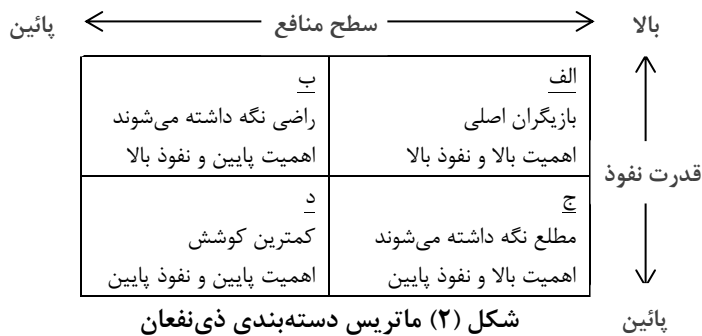 بالا
سطح منافع
پائین
الف
بازیگران اصلی
اهمیت بالا و نفوذ بالا
ب
راضی نگه داشته می‌شوند
اهمیت پایین و نفوذ بالا
قدرت نفوذ
ج
مطلع نگه داشته می‌شوند
اهمیت بالا و نفوذ پایین
د
کمترین کوشش
اهمیت پایین و نفوذ پایین
پائین
شکل (۲) ماتریس دسته‌بندی ذی‌نفعان